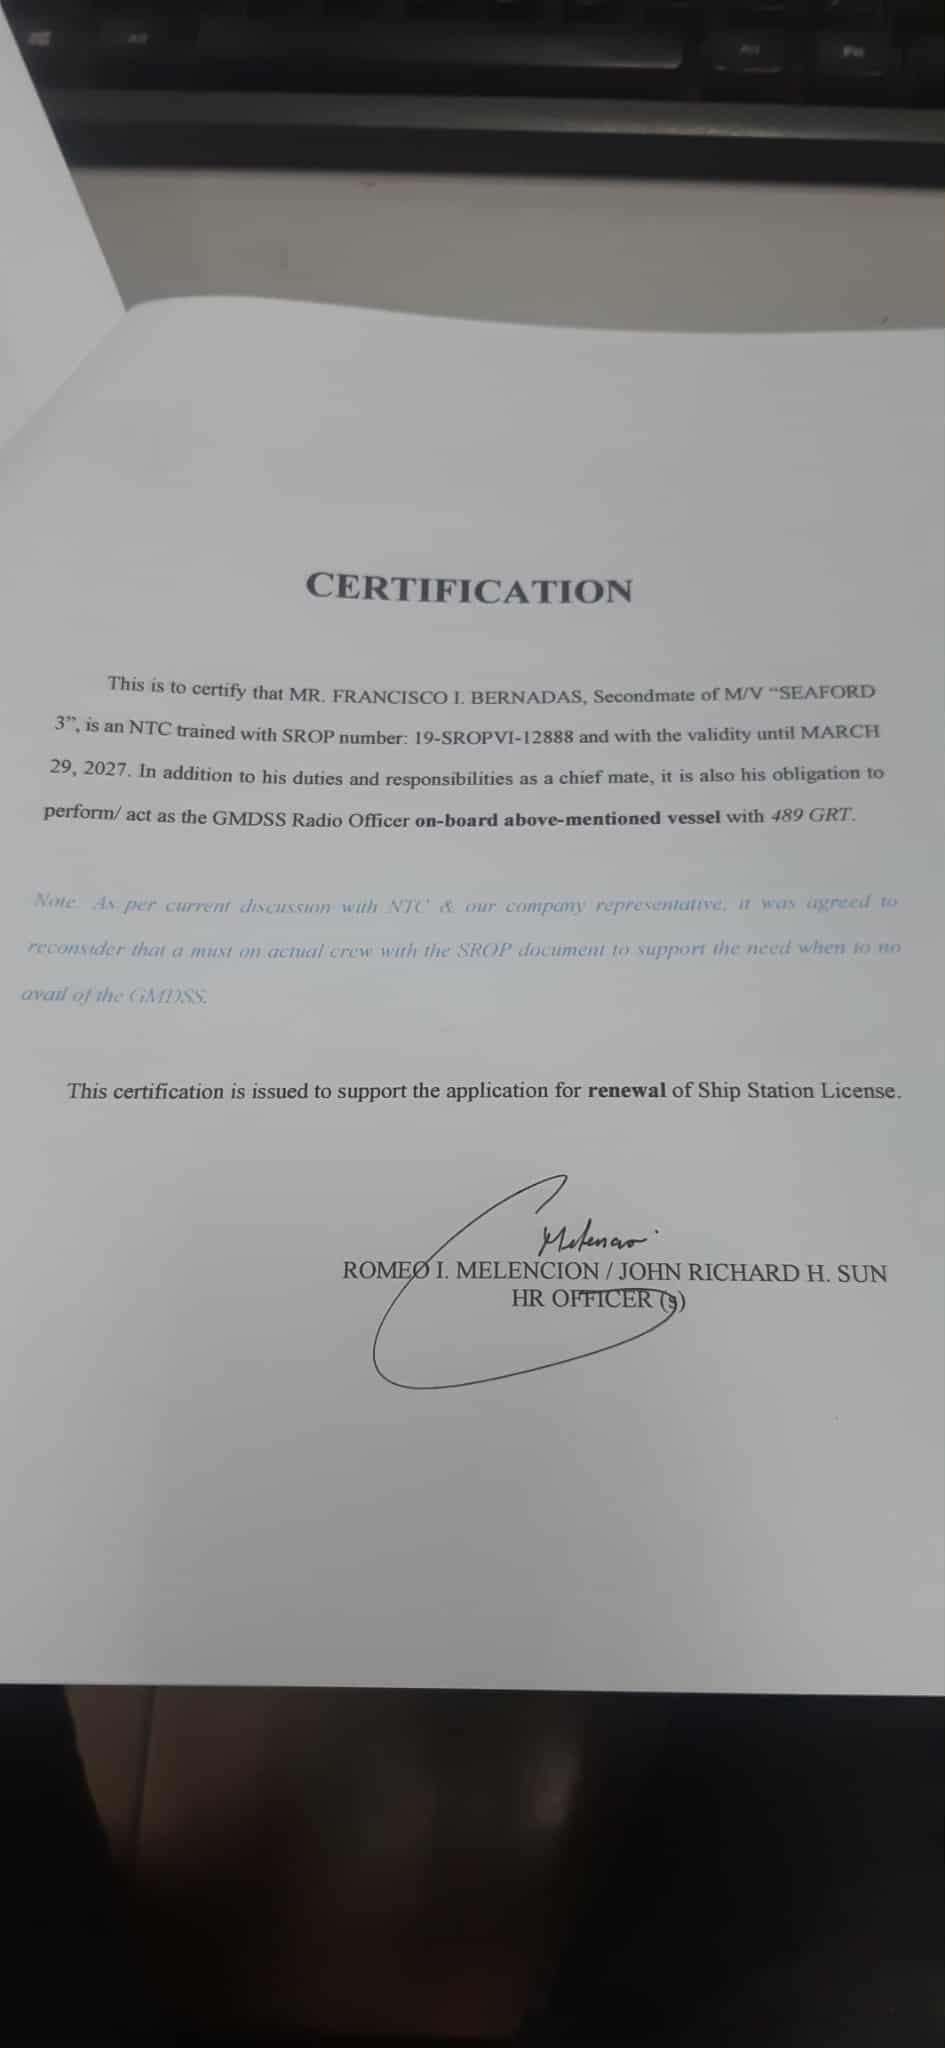 CERTIFICATION
This is to certify that MR. FRANCISCO I. BERNADAS, Secondmate of M/V “SEAFORD
3”, is an NTC trained with SROP number: 19-SROPVI-12888 and with the validity until MARCH
29, 2027. In addition to his duties and responsibilities as a chief mate, it is also his obligation to
perform/ act as the GMDSS Radio Officer on-board above-mentioned vessel with 489 GRT.
Note: As per current discussion with NTC & our company representative, it was agreed to
reconsider that a must on actual crew with the SROP document to support the need when to no
avail of the GMDSS.
This certification is issued to support the application for renewal of Ship Station License.
Melencio
ROMEO I. MELENCION / JOHN RICHARD H. SUN
HR OFFICER (s)